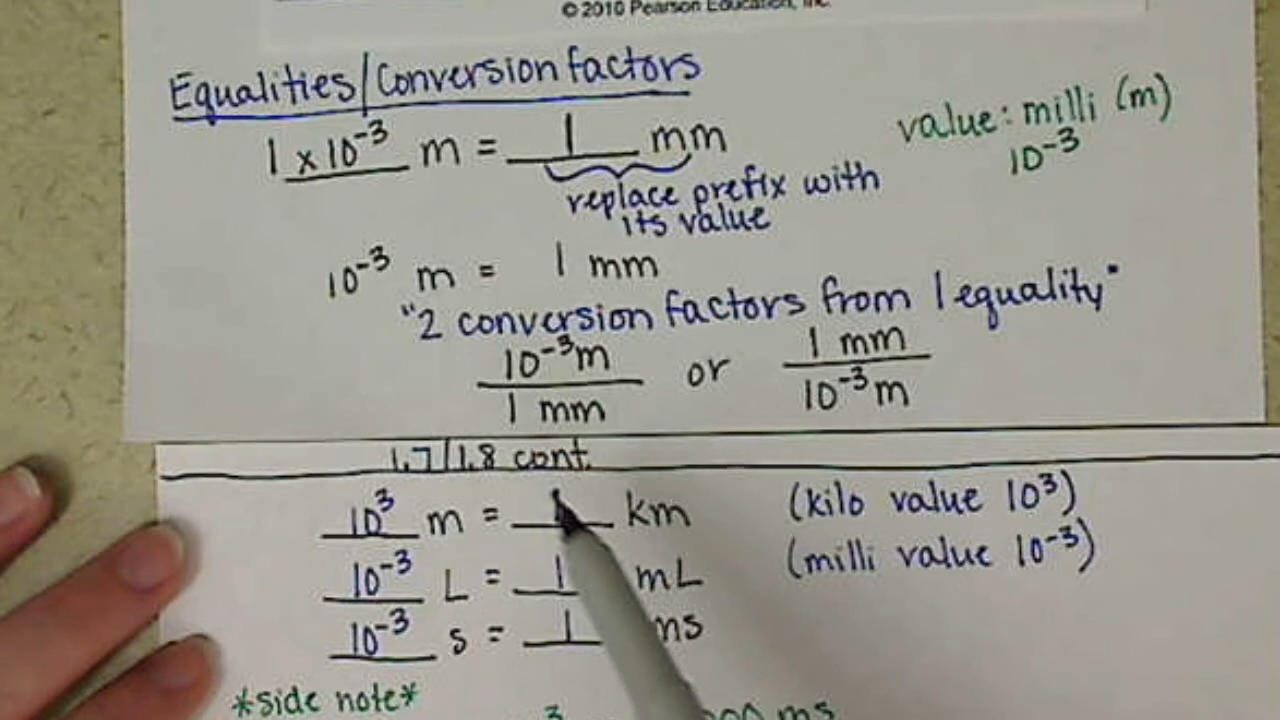 © 2010 Pearson Education, Inc.
Equalities/Conversion factors
1 x 10⁻³ m = 1 mm
value: milli (m)
10⁻³
replace prefix with
its value
10⁻³ m = 1 mm
"2 conversion factors from 1 equality"
10⁻³m / 1 mm or 1 mm / 10⁻³m
1.7/1.8 cont.
10³ m = 1 km (kilo value 10³)
10⁻³ L = 1 mL (milli value 10⁻³)
10⁻³ s = 1 ms
*side note*